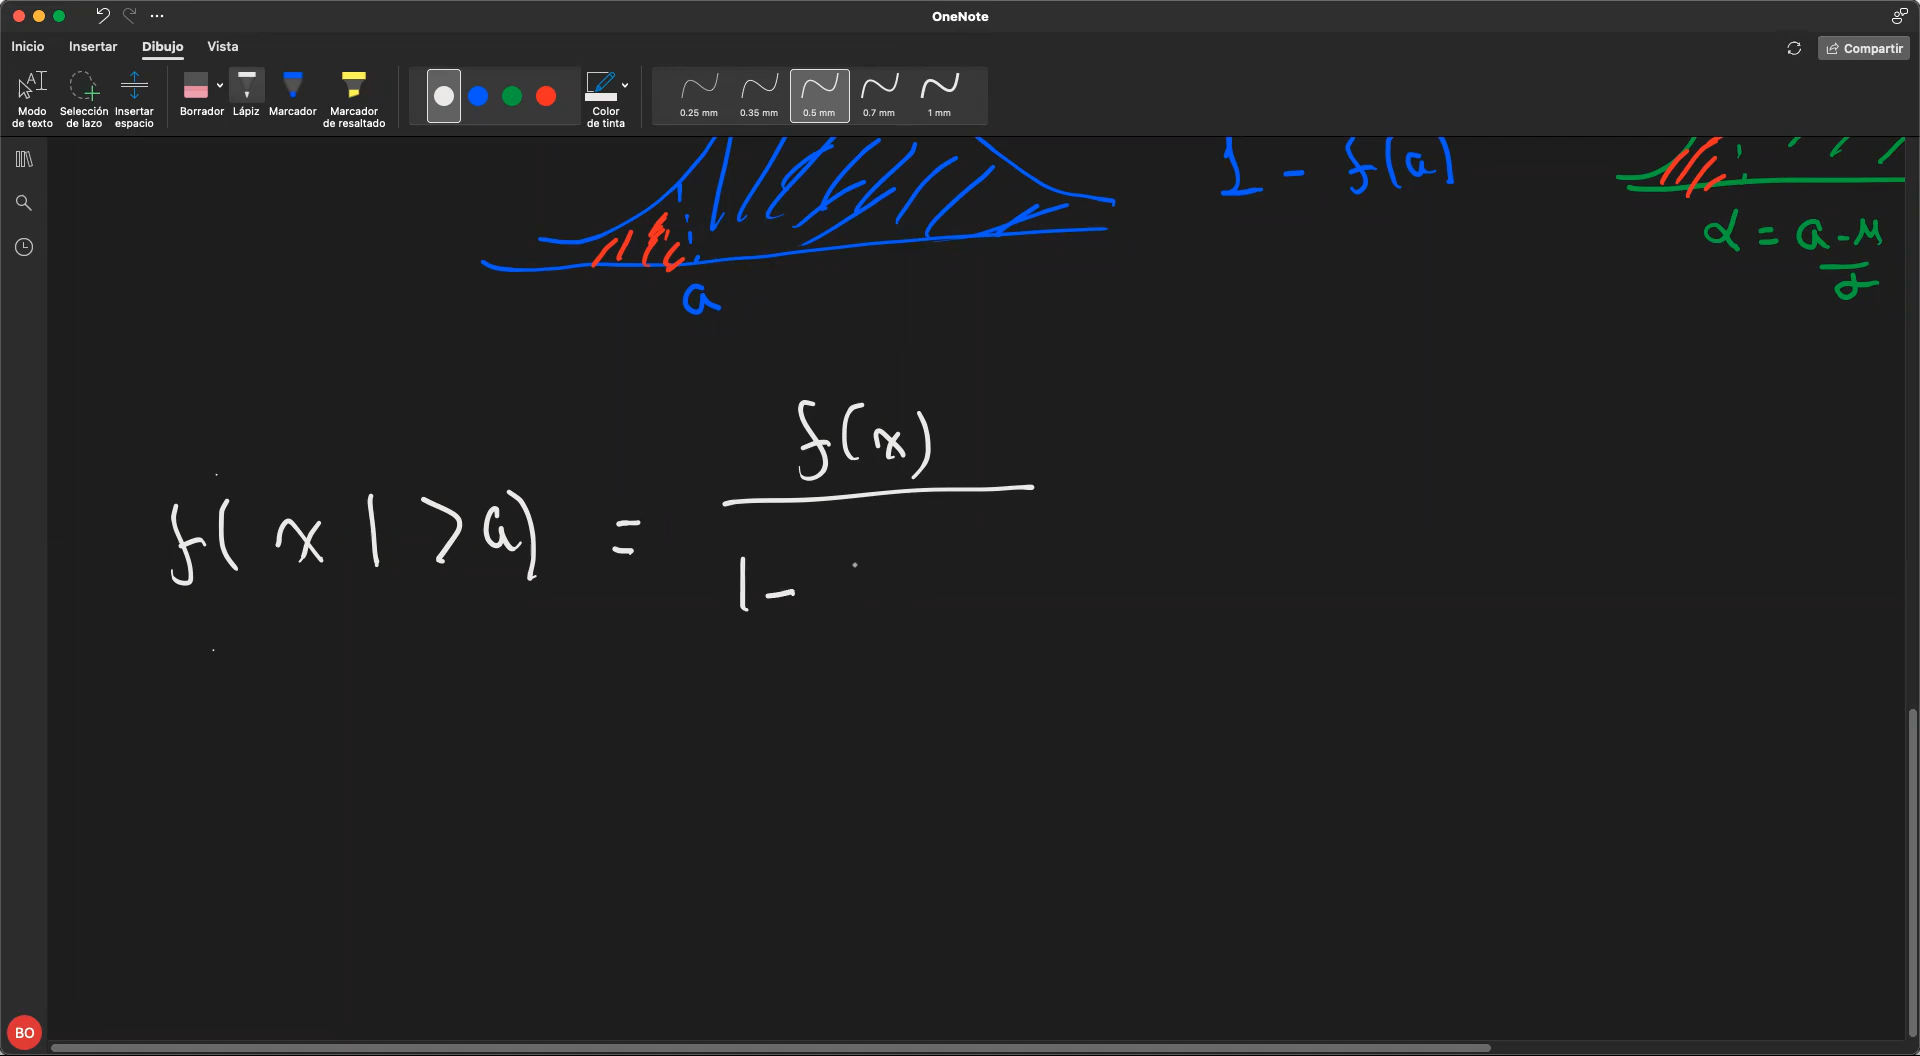 OneNote
Inicio Insertar Dibujo Vista
Compartir
Modo de texto
Selección de lazo
Insertar espacio
Borrador
Lápiz
Marcador
Marcador de resaltado
Color de tinta
0.25 mm
0.35 mm
0.5 mm
0.7 mm
1 mm
1 - f(a)
a
α = a - μ
σ
f(x)
f( x | > a) =
1 -
BO